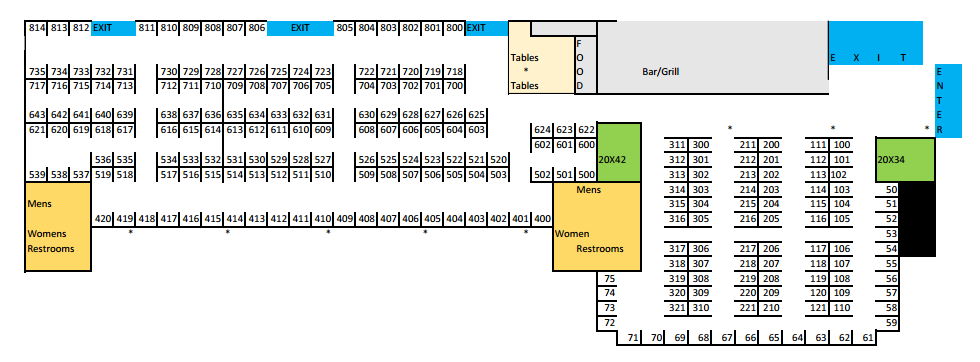 814 813 812 EXIT 811 810 809 808 807 806 EXIT 805 804 803 802 801 800 EXIT
F
Tables O E X I T
735 734 733 732 731 730 729 728 727 726 725 724 723 722 721 720 719 718 * O Bar/Grill E
717 716 715 714 713 712 711 710 709 708 707 706 705 704 703 702 701 700 Tables D N
T
643 642 641 640 639 638 637 636 635 634 633 632 631 630 629 628 627 626 625 E
621 620 619 618 617 616 615 614 613 612 611 610 609 608 607 606 605 604 603 624 623 622 * * * R
602 601 600 311 300 211 200 111 100
536 535 534 533 532 531 530 529 528 527 526 525 524 523 522 521 520 20X42 312 301 212 201 112 101 20X34
539 538 537 519 518 517 516 515 514 513 512 511 510 509 508 507 506 505 504 503 502 501 500 313 302 213 202 113 102
Mens 314 303 214 203 114 103 50
Mens 315 304 215 204 115 104 51
420 419 418 417 416 415 414 413 412 411 410 409 408 407 406 405 404 403 402 401 400 316 305 216 205 116 105 52
Womens * * * * * Women 53
Restrooms Restrooms 317 306 217 206 117 106 54
318 307 218 207 118 107 55
75 319 308 219 208 119 108 56
74 320 309 220 209 120 109 57
73 321 310 221 210 121 110 58
72 59
71 70 69 68 67 66 65 64 63 62 61